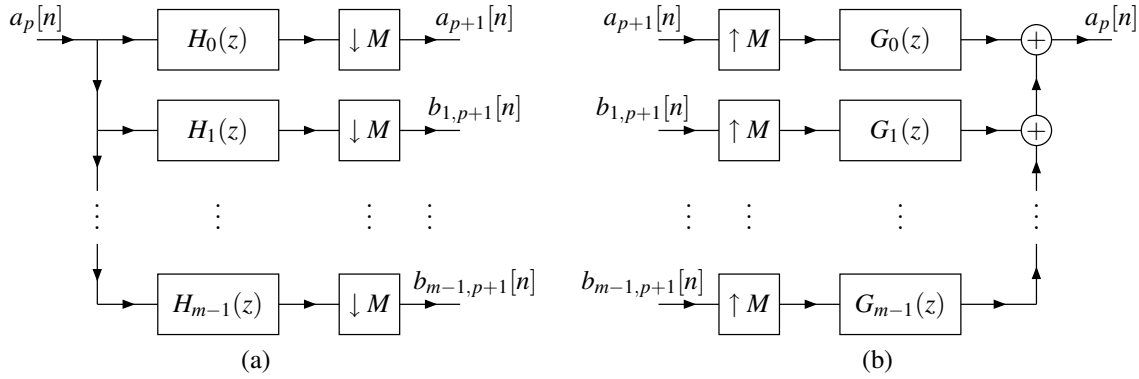 a_p[n] H_0(z) ↓ M a_{p+1}[n] a_{p+1}[n] ↑ M G_0(z) + a_p[n]
H_1(z) ↓ M b_{1,p+1}[n] b_{1,p+1}[n] ↑ M G_1(z) +
⋮ ⋮ ⋮ ⋮ ⋮ ⋮ ⋮ ⋮
H_{m−1}(z) ↓ M b_{m−1,p+1}[n] b_{m−1,p+1}[n] ↑ M G_{m−1}(z)
(a) (b)